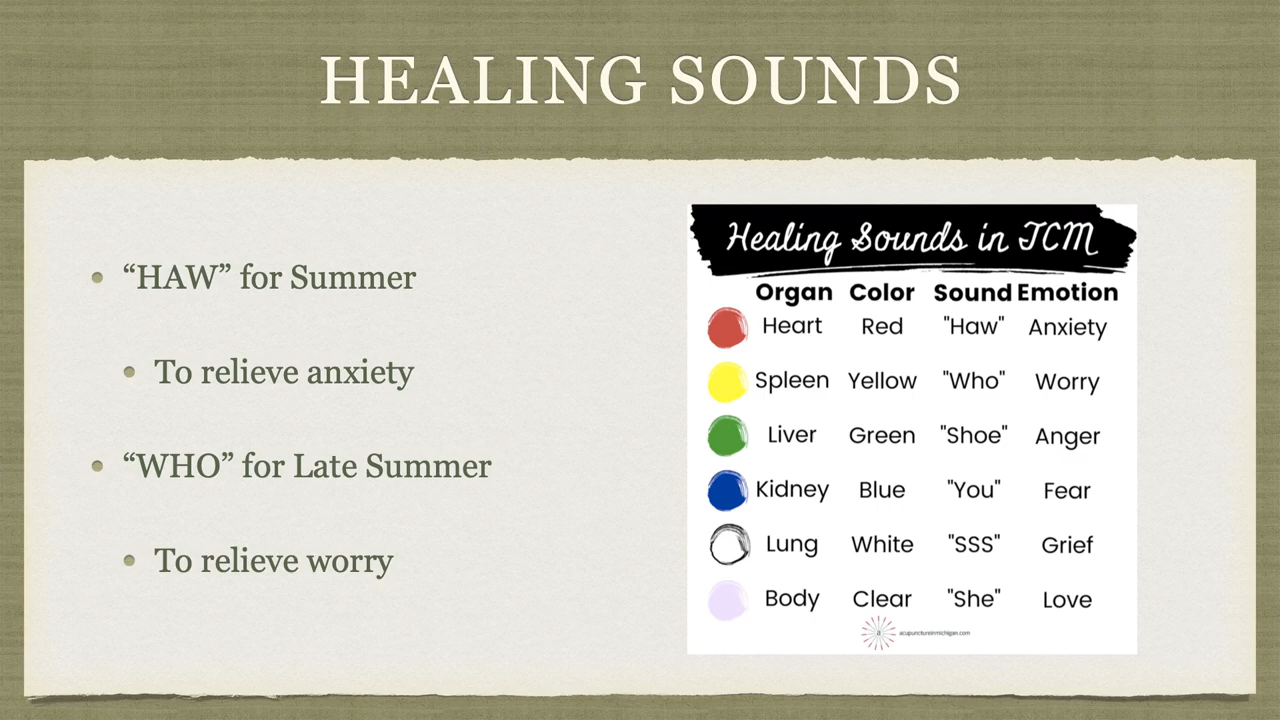 HEALING SOUNDS
“HAW” for Summer
To relieve anxiety
“WHO” for Late Summer
To relieve worry
Healing Sounds in TCM
Organ Color Sound Emotion
Heart Red "Haw" Anxiety
Spleen Yellow "Who" Worry
Liver Green "Shoe" Anger
Kidney Blue "You" Fear
Lung White "SSS" Grief
Body Clear "She" Love
acupunctureinmichigan.com